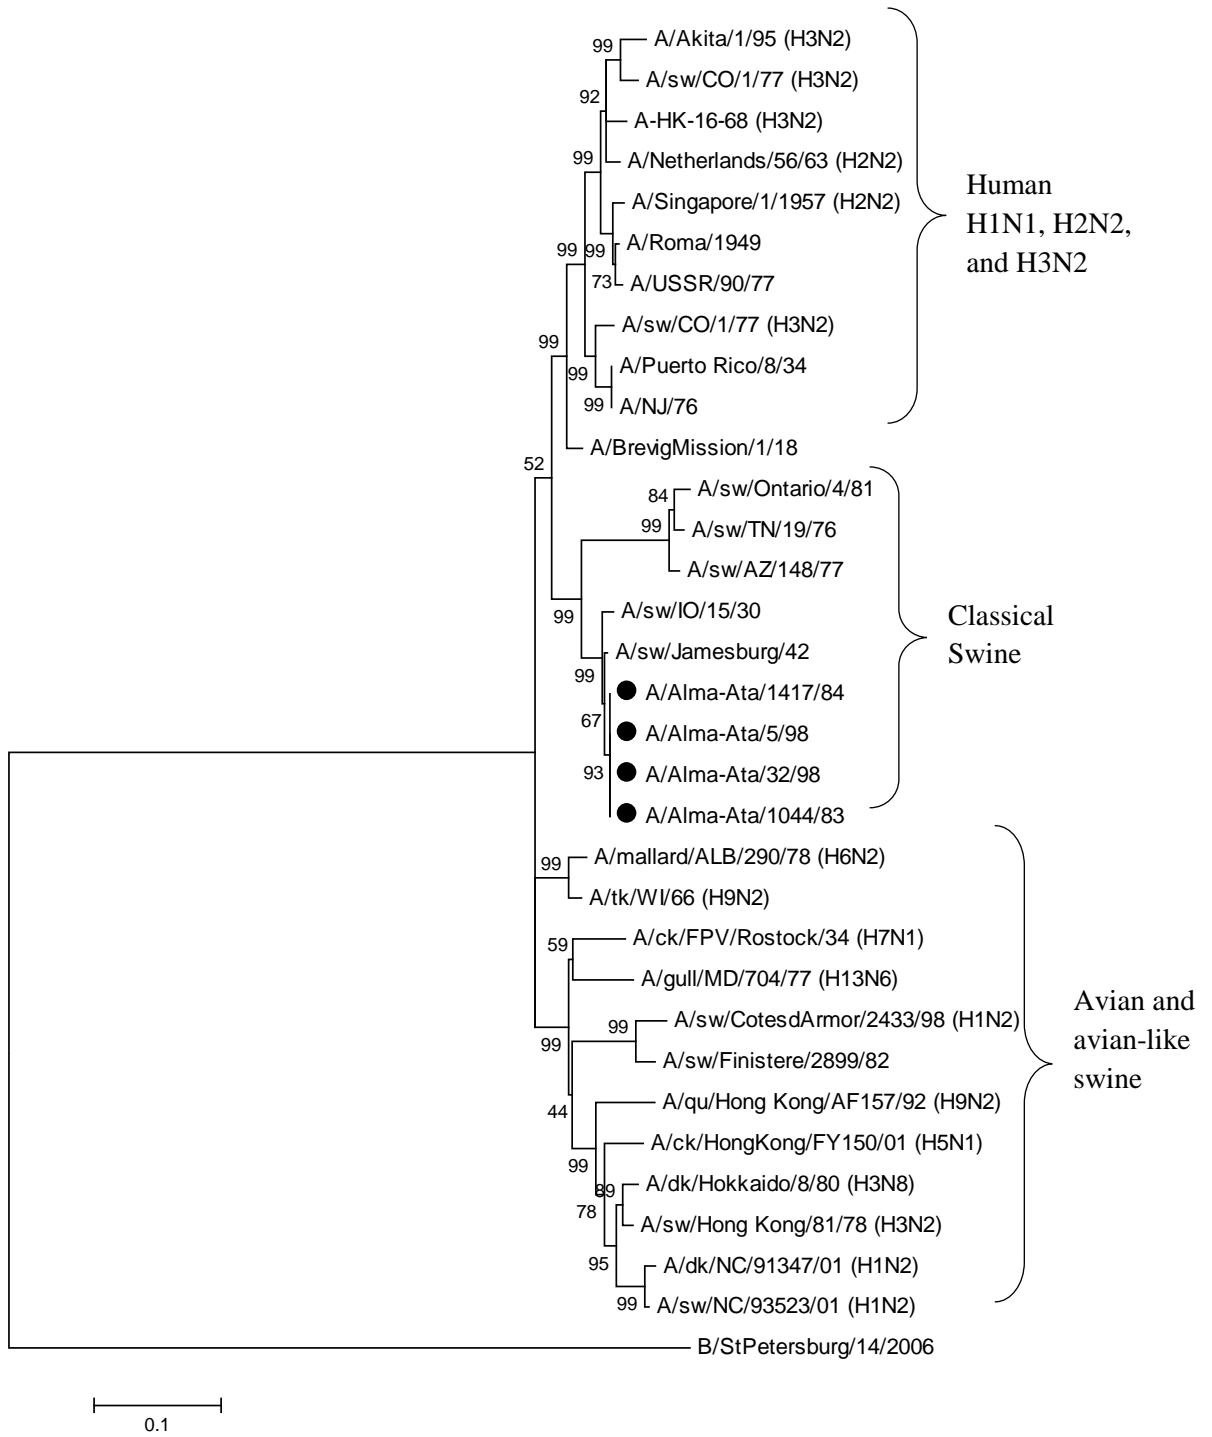 99
A/Akita/1/95 (H3N2)
A/sw/CO/1/77 (H3N2)
92
A-HK-16-68 (H3N2)
99
A/Netherlands/56/63 (H2N2)
A/Singapore/1/1957 (H2N2)
99
99
A/Roma/1949
73
A/USSR/90/77
A/sw/CO/1/77 (H3N2)
99
A/Puerto Rico/8/34
99
99
A/NJ/76
A/BrevigMission/1/18
Human
H1N1, H2N2,
and H3N2
52
84
A/sw/Ontario/4/81
99
A/sw/TN/19/76
A/sw/AZ/148/77
99
A/sw/IO/15/30
A/sw/Jamesburg/42
99
A/Alma-Ata/1417/84
67
A/Alma-Ata/5/98
93
A/Alma-Ata/32/98
A/Alma-Ata/1044/83
Classical
Swine
99
A/mallard/ALB/290/78 (H6N2)
A/tk/WI/66 (H9N2)
59
A/ck/FPV/Rostock/34 (H7N1)
A/gull/MD/704/77 (H13N6)
99
A/sw/CotesdArmor/2433/98 (H1N2)
99
A/sw/Finistere/2899/82
44
A/qu/Hong Kong/AF157/92 (H9N2)
A/ck/HongKong/FY150/01 (H5N1)
99
89
A/dk/Hokkaido/8/80 (H3N8)
78
A/sw/Hong Kong/81/78 (H3N2)
95
A/dk/NC/91347/01 (H1N2)
99
A/sw/NC/93523/01 (H1N2)
Avian and
avian-like
swine
B/StPetersburg/14/2006
0.1